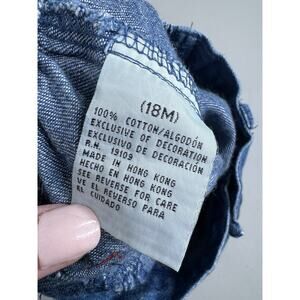 (18M)
100% COTTON/ALGODÓN
EXCLUSIVE OF DECORATION
EXCLUSIVO DE DECORACIÓN
R.N. 19109
MADE IN HONG KONG
HECHO EN HONG KONG
SEE REVERSE FOR CARE
VE EL REVERSO PARA
EL CUIDADO